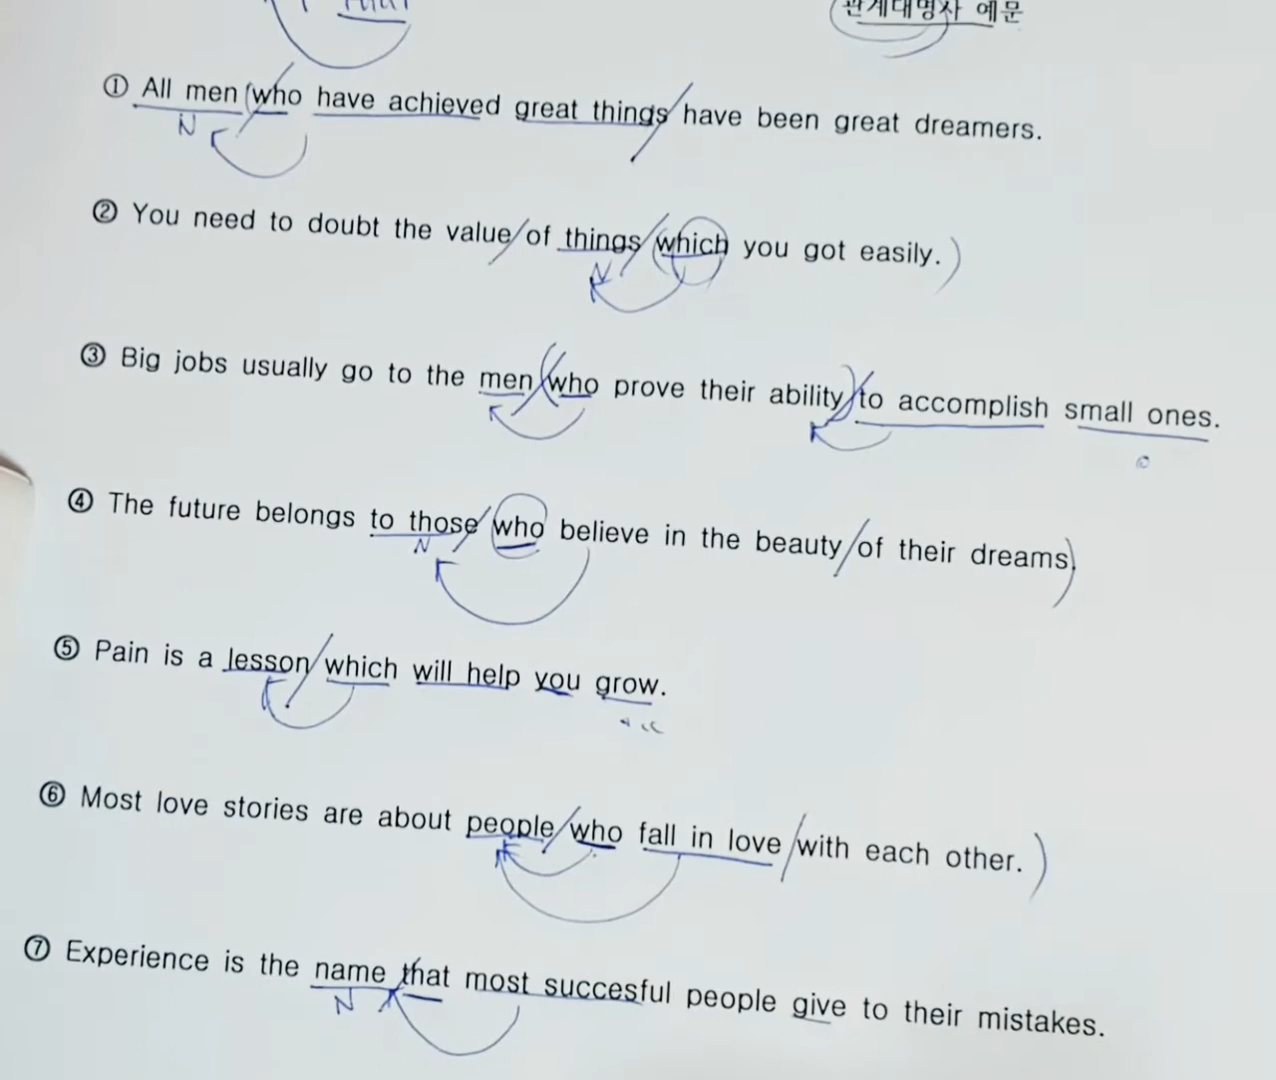 관계대명사 예문
① All men who have achieved great things have been great dreamers.
N
② You need to doubt the value of things which you got easily.
N
③ Big jobs usually go to the men who prove their ability to accomplish small ones.
④ The future belongs to those who believe in the beauty of their dreams.
N
⑤ Pain is a lesson which will help you grow.
⑥ Most love stories are about people who fall in love with each other.
⑦ Experience is the name that most succesful people give to their mistakes.
N